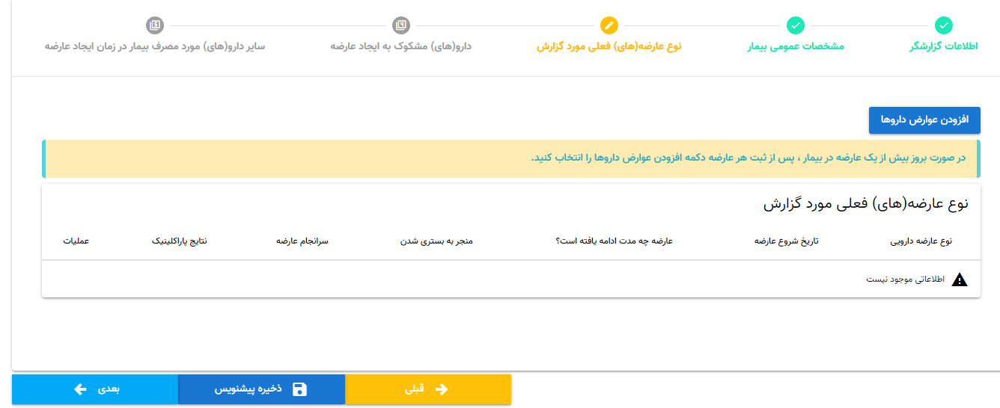 اطلاعات گزارشگر
مشخصات عمومی بیمار
نوع عارضه(های) فعلی مورد گزارش
4
دارو(های) مشکوک به ایجاد عارضه
5
سایر دارو(های) مورد مصرف بیمار در زمان ایجاد عارضه
افزودن عوارض داروها
در صورت بروز بیش از یک عارضه در بیمار ، پس از ثبت هر عارضه دکمه افزودن عوارض داروها را انتخاب کنید.
نوع عارضه(های) فعلی مورد گزارش
نوع عارضه دارویی تاریخ شروع عارضه عارضه چه مدت ادامه یافته است؟ منجر به بستری شدن سرانجام عارضه نتایج پاراکلینیک عملیات
اطلاعاتی موجود نیست
قبلی ذخیره پیشنویس بعدی